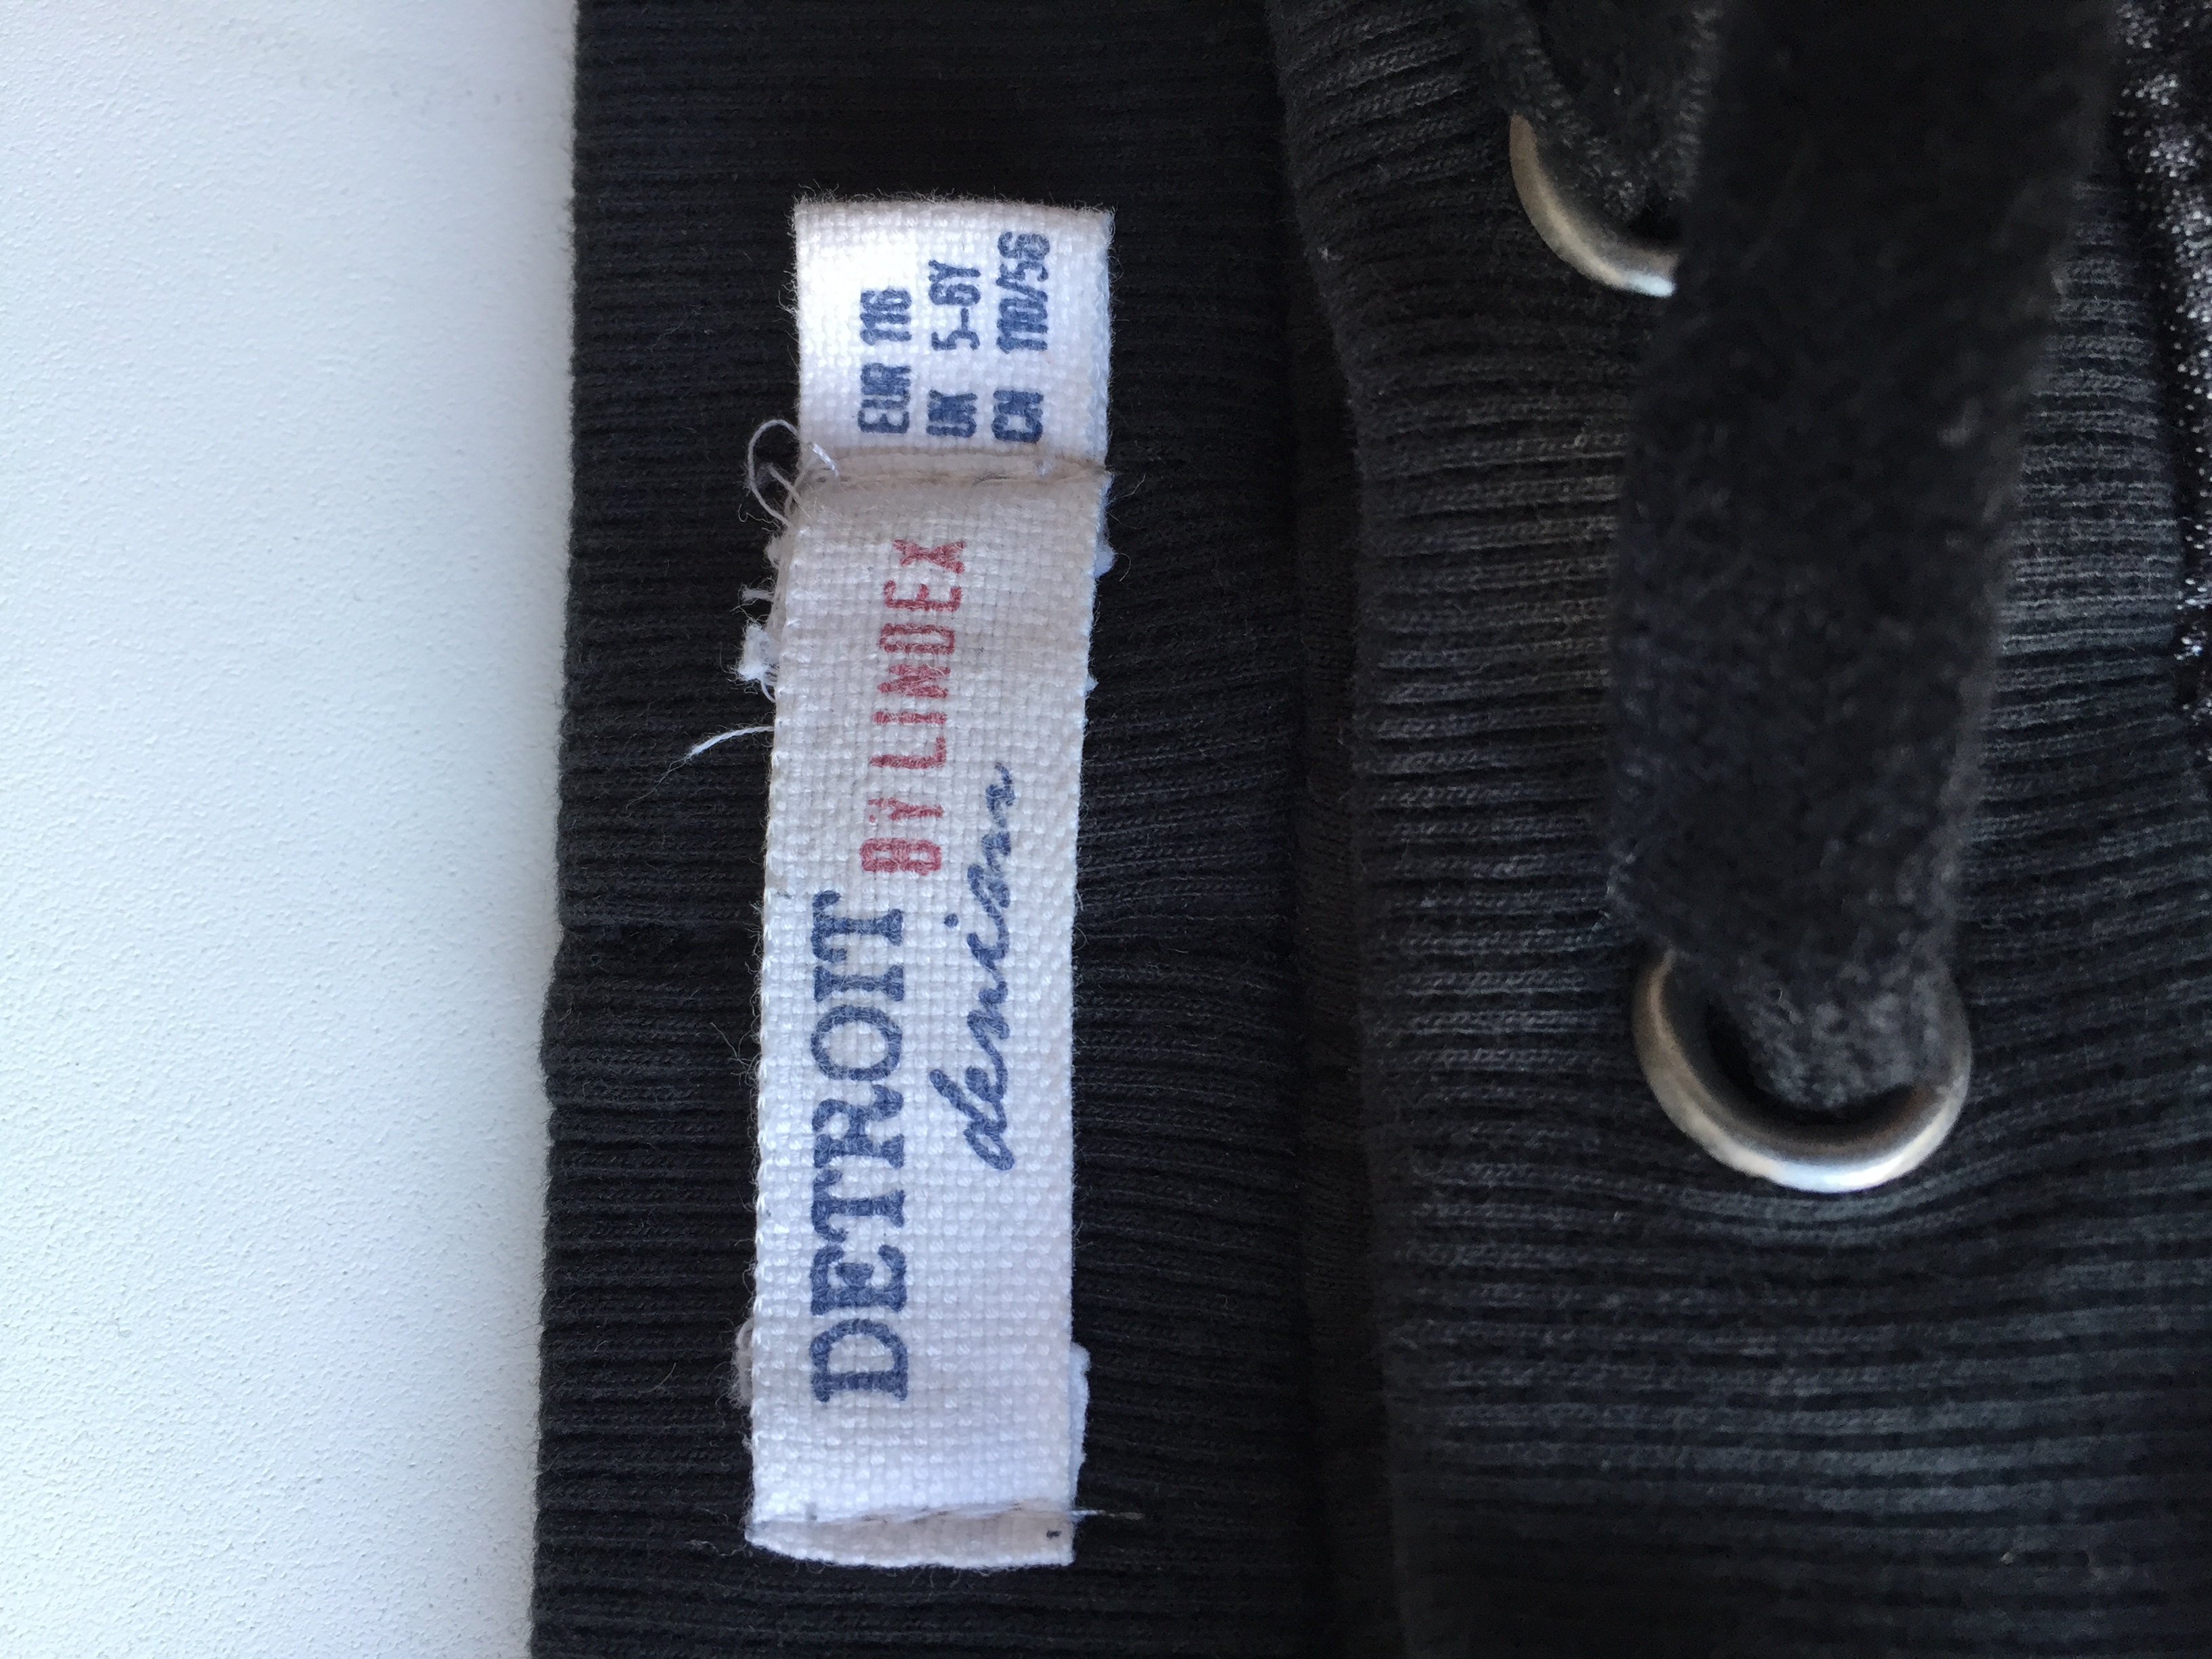 DETROIT BY LINDEX
denim
EUR 116
UK 5-6Y
CN 110/56